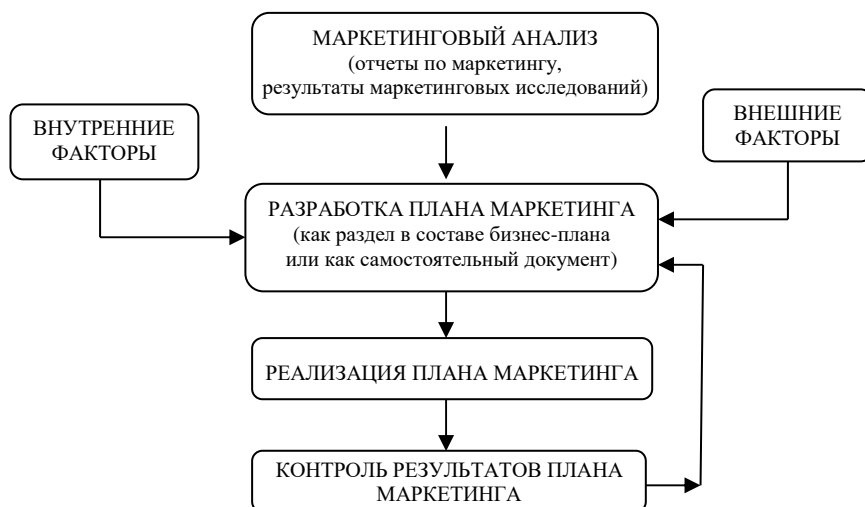 МАРКЕТИНГОВЫЙ АНАЛИЗ
(отчеты по маркетингу,
результаты маркетинговых исследований)
ВНУТРЕННИЕ
ФАКТОРЫ
ВНЕШНИЕ
ФАКТОРЫ
РАЗРАБОТКА ПЛАНА МАРКЕТИНГА
(как раздел в составе бизнес-плана
или как самостоятельный документ)
РЕАЛИЗАЦИЯ ПЛАНА МАРКЕТИНГА
КОНТРОЛЬ РЕЗУЛЬТАТОВ ПЛАНА
МАРКЕТИНГА